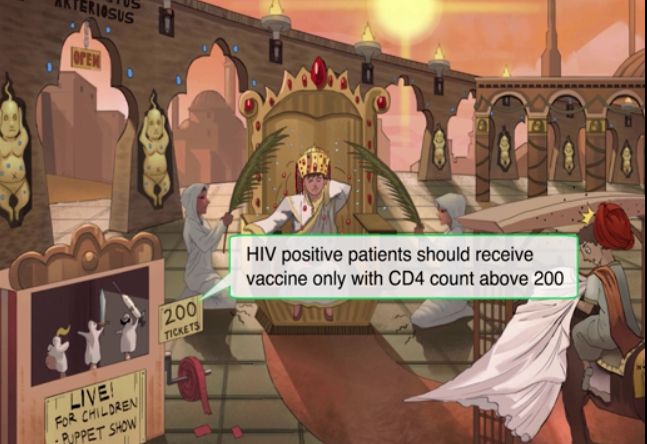 ARTERIOSUS
OPEN
HIV positive patients should receive
vaccine only with CD4 count above 200
200
TICKETS
LIVE!
FOR CHILDREN
PUPPET SHOW